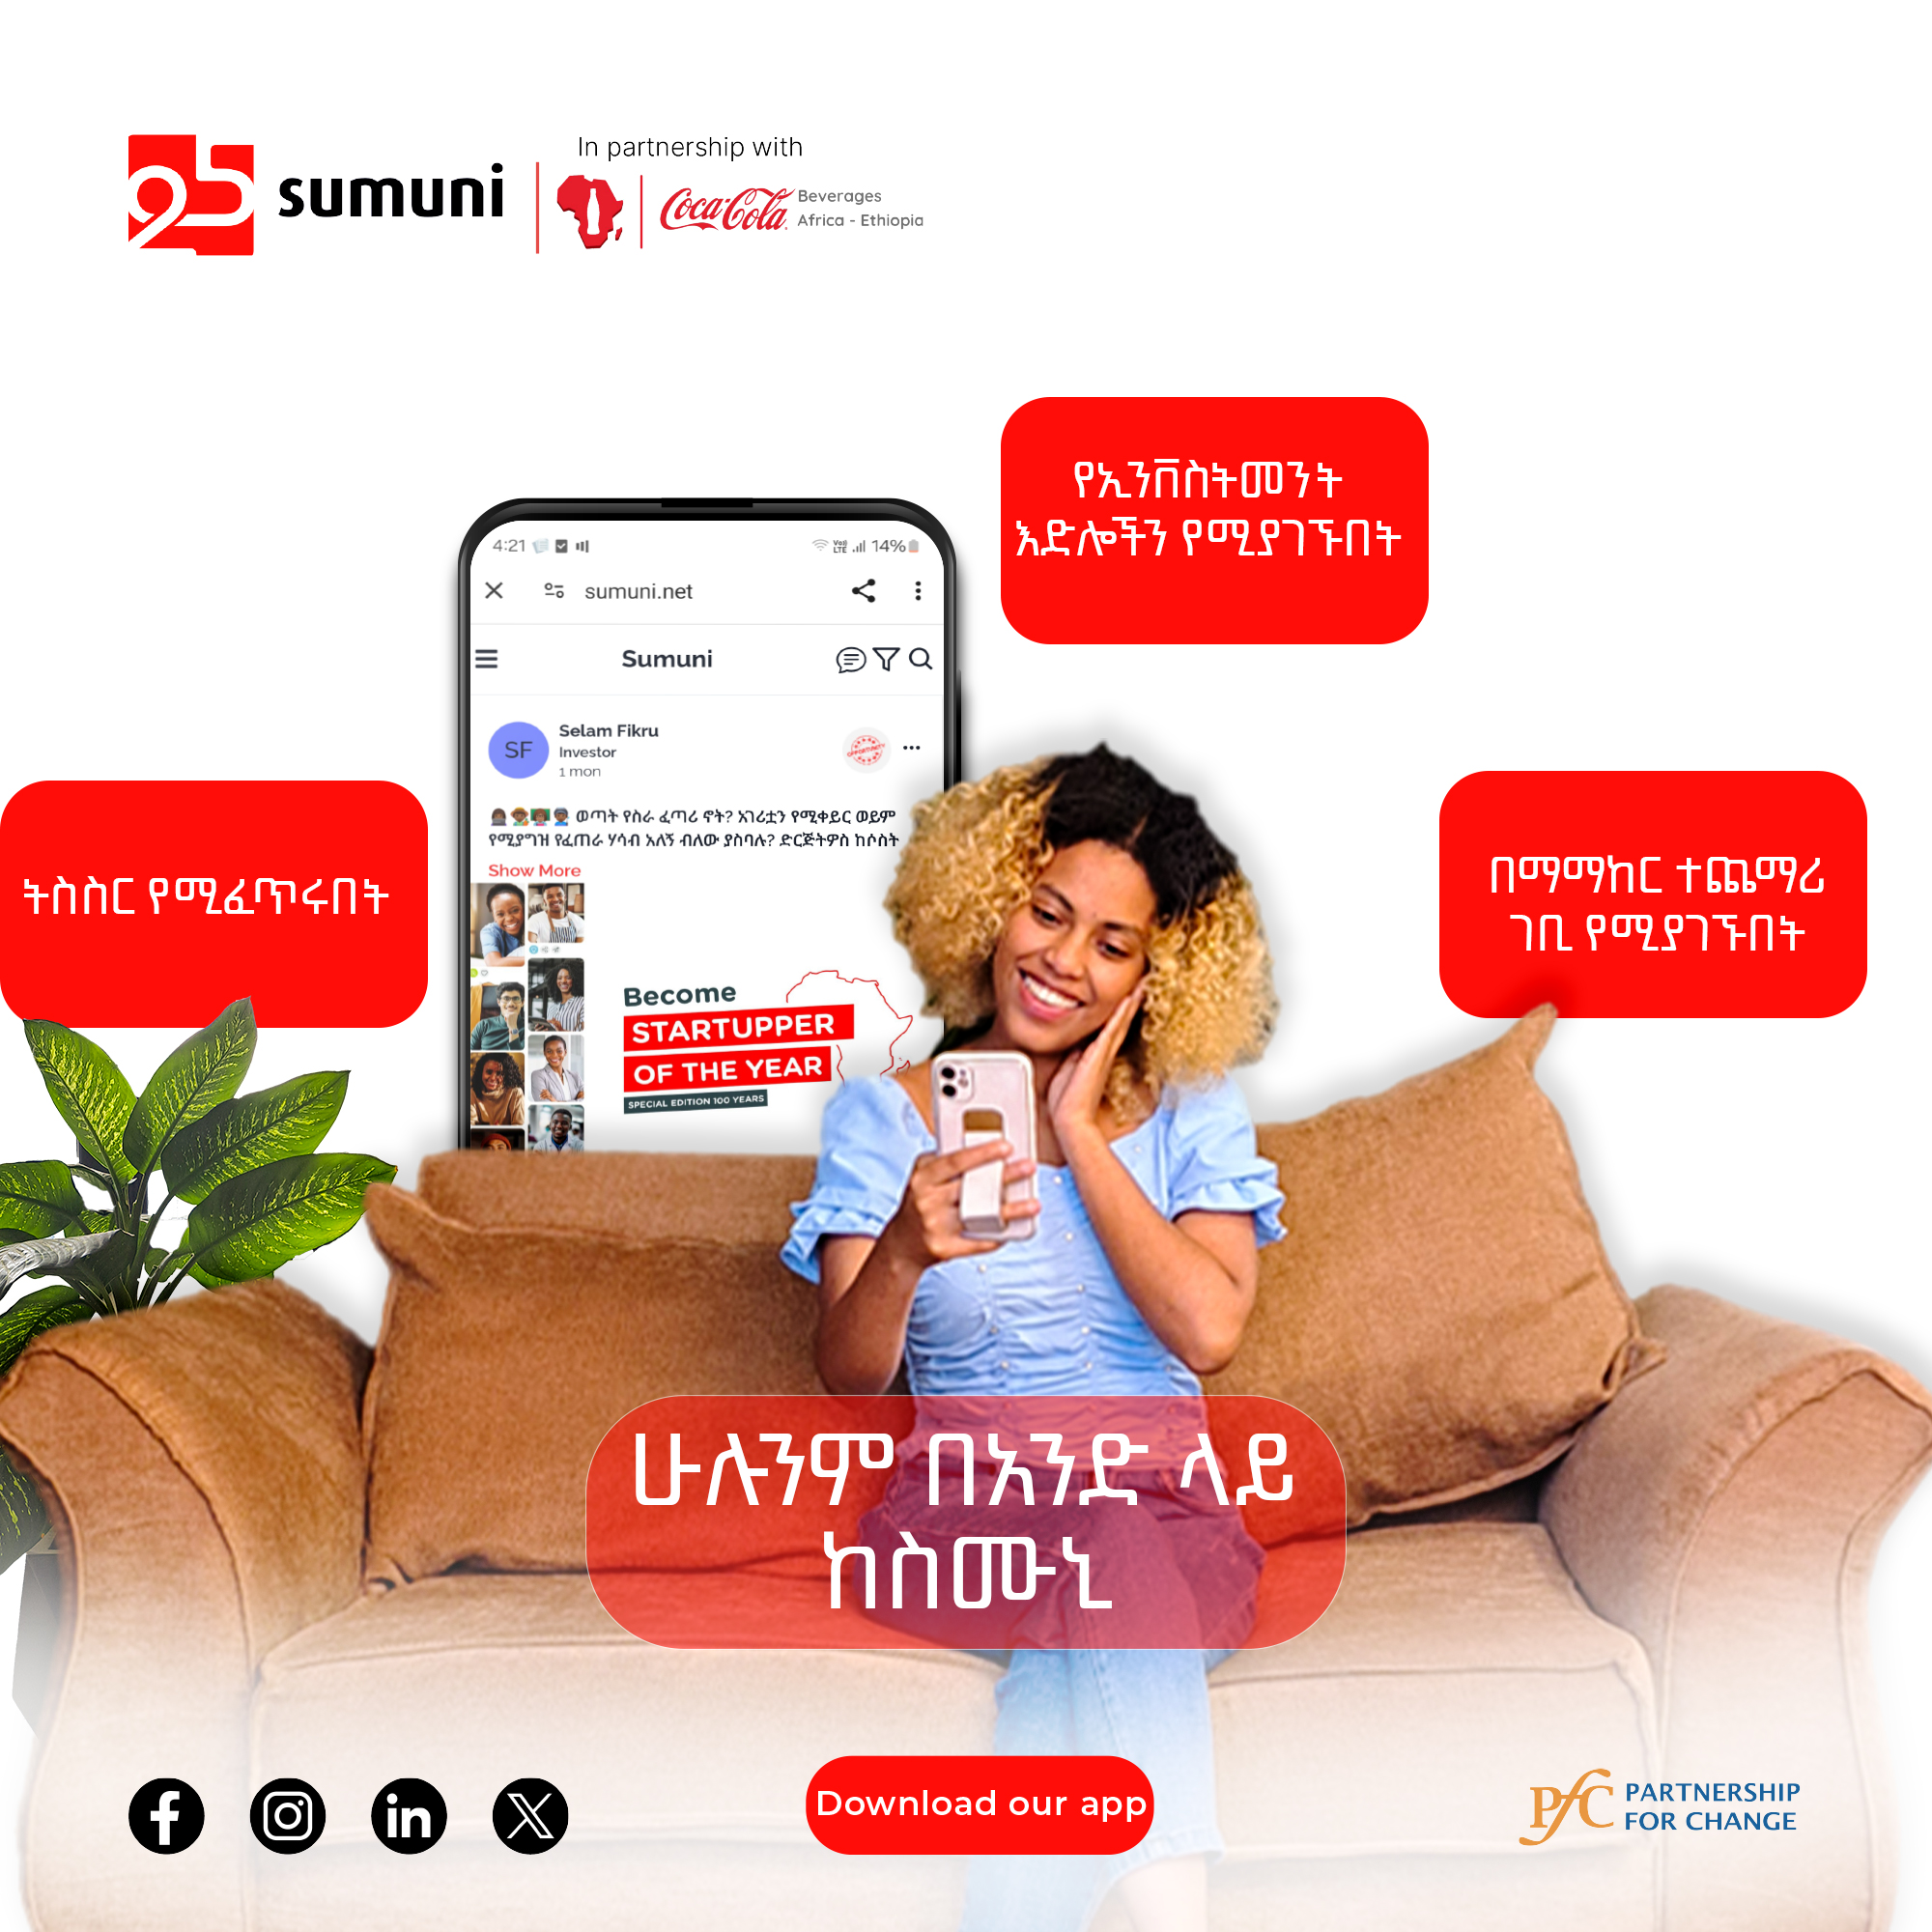 sumuni
In partnership with
Coca-Cola
Beverages
Africa - Ethiopia
የኢንቨስትመንት
እድሎችን የሚያገኙበት
4:21
14%
sumuni.net
Sumuni
SF
Selam Fikru
Investor
1 mon
OPPORTUNITY
ወጣት የስራ ፈጣሪ ኖት? አገሪቷን የሚቀይር ወይም
የሚያግዝ የፈጠራ ሃሳብ አለኝ ብለው ያስባሉ? ድርጅትዎስ ከሶስት
Show More
ትስስር የሚፈጥሩበት
በማማከር ተጨማሪ
ገቢ የሚያገኙበት
Become
STARTUPPER
OF THE YEAR
SPECIAL EDITION 100 YEARS
ሁሉንም በአንድ ላይ
ከስሙኒ
Download our app
PfC PARTNERSHIP
FOR CHANGE